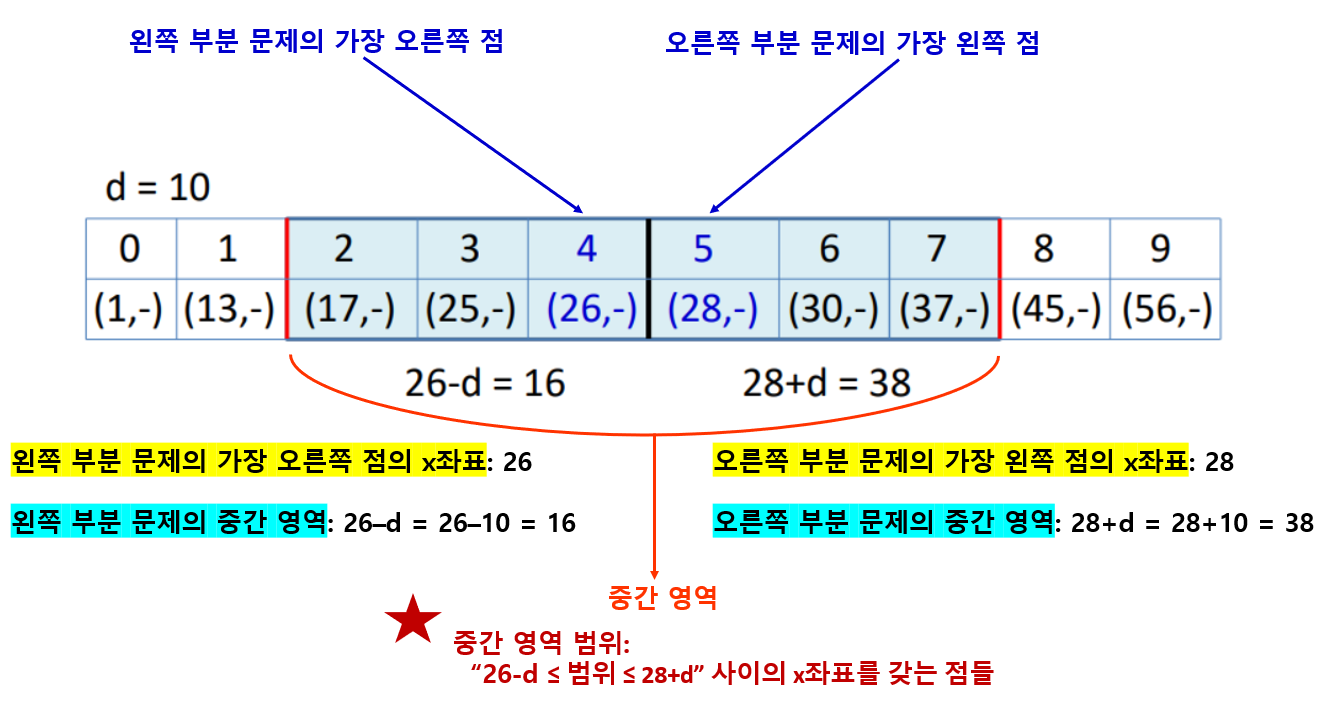 왼쪽 부분 문제의 가장 오른쪽 점
오른쪽 부분 문제의 가장 왼쪽 점
d = 10
0 1 2 3 4 5 6 7 8 9
(1,-) (13,-) (17,-) (25,-) (26,-) (28,-) (30,-) (37,-) (45,-) (56,-)
26-d = 16
28+d = 38
왼쪽 부분 문제의 가장 오른쪽 점의 x좌표: 26
오른쪽 부분 문제의 가장 왼쪽 점의 x좌표: 28
왼쪽 부분 문제의 중간 영역: 26–d = 26–10 = 16
오른쪽 부분 문제의 중간 영역: 28+d = 28+10 = 38
중간 영역
중간 영역 범위:
“26-d ≤ 범위 ≤ 28+d” 사이의 x좌표를 갖는 점들